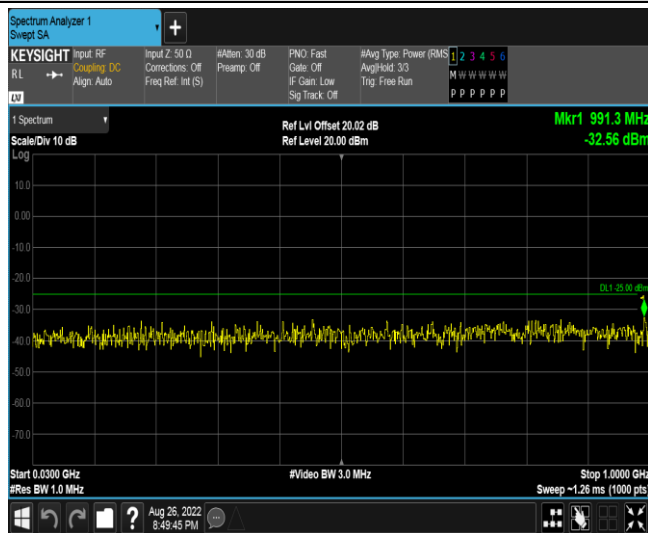 Spectrum Analyzer 1
Swept SA
+
KEYSIGHT
RL
LXI
Input: RF
Coupling: DC
Align: Auto
Input Z: 50 Ω
Corrections: Off
Freq Ref: Int (S)
#Atten: 30 dB
Preamp: Off
PNO: Fast
Gate: Off
IF Gain: Low
Sig Track: Off
#Avg Type: Power (RMS
Avg|Hold: 3/3
Trig: Free Run
1 2 3 4 5 6
M W W W W W
P P P P P P
1 Spectrum
Scale/Div 10 dB
Log
Ref Lvl Offset 20.02 dB
Ref Level 20.00 dBm
Mkr1 991.3 MHz
-32.56 dBm
10.0
0.00
-10.0
-20.0
DL1 -25.00 dBm
-30.0
-40.0
-50.0
-60.0
-70.0
Start 0.0300 GHz
#Res BW 1.0 MHz
#Video BW 3.0 MHz
Stop 1.0000 GHz
Sweep ~1.26 ms (1000 pts)
?
Aug 26, 2022
8:49:45 PM